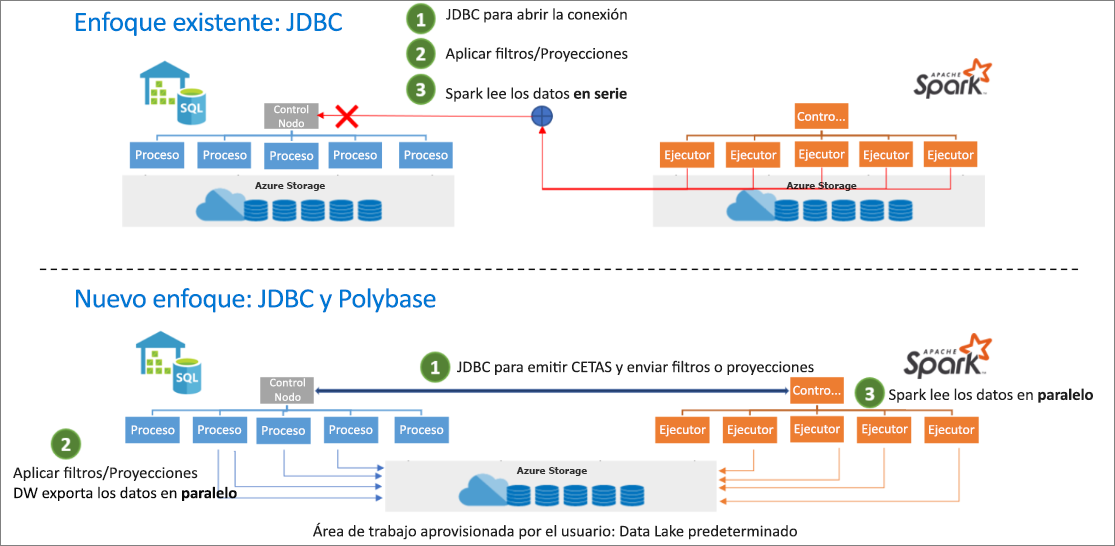 Enfoque existente: JDBC
1 JDBC para abrir la conexión
2 Aplicar filtros/Proyecciones
3 Spark lee los datos en serie
SQL
APACHE
Spark™
Control
Nodo
Contro...
Proceso Proceso Proceso Proceso Proceso
Ejecutor Ejecutor Ejecutor Ejecutor Ejecutor
Azure Storage
Azure Storage
Nuevo enfoque: JDBC y Polybase
SQL
1 JDBC para emitir CETAS y enviar filtros o proyecciones
APACHE
Spark™
Control
Nodo
Contro...
3 Spark lee los datos en paralelo
Proceso Proceso Proceso Proceso Proceso
Ejecutor Ejecutor Ejecutor Ejecutor Ejecutor
2
Aplicar filtros/Proyecciones
DW exporta los datos en paralelo
Azure Storage
Área de trabajo aprovisionada por el usuario: Data Lake predeterminado